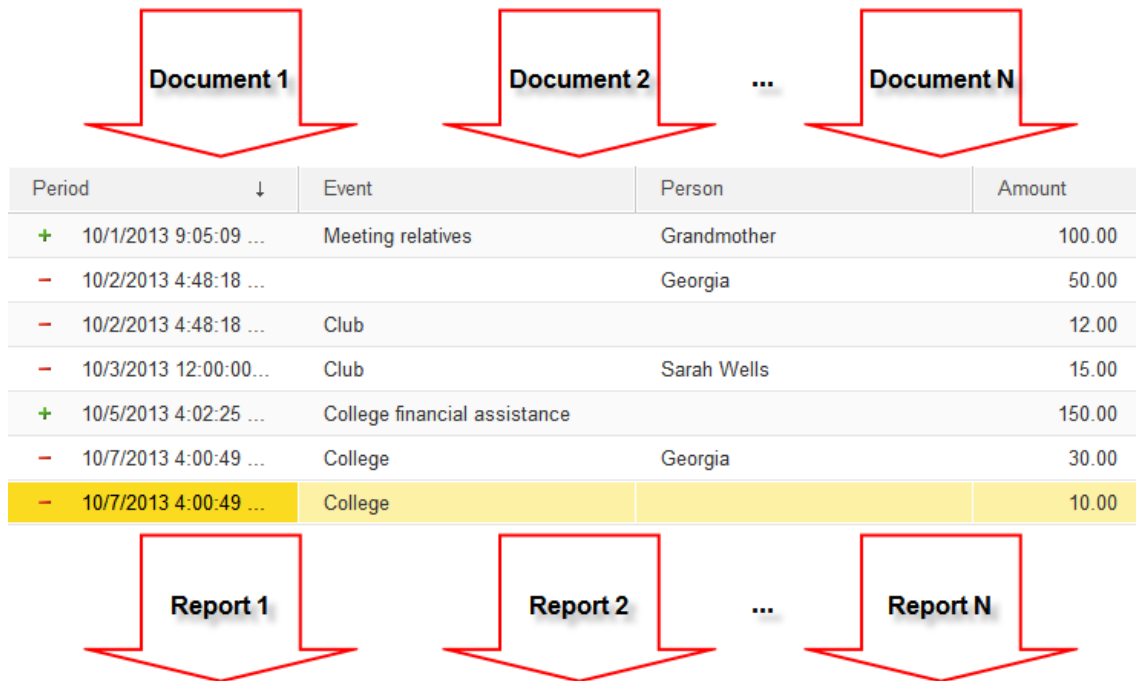 Document 1 Document 2 ... Document N
Period ↓ Event Person Amount
+ 10/1/2013 9:05:09 ... Meeting relatives Grandmother 100.00
− 10/2/2013 4:48:18 ... Georgia 50.00
− 10/2/2013 4:48:18 ... Club 12.00
− 10/3/2013 12:00:00... Club Sarah Wells 15.00
+ 10/5/2013 4:02:25 ... College financial assistance 150.00
− 10/7/2013 4:00:49 ... College Georgia 30.00
− 10/7/2013 4:00:49 ... College 10.00
Report 1 Report 2 ... Report N